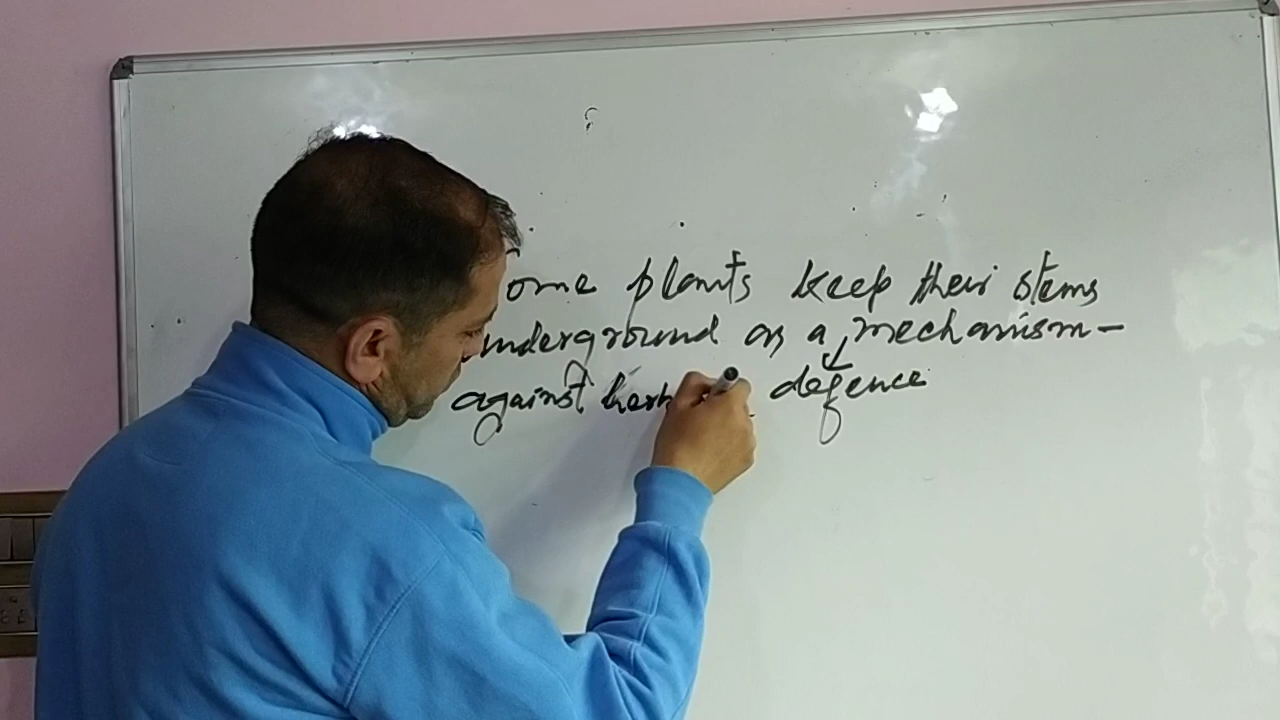 ome plants keep their stems
underground as a mechanism-
against herb defence